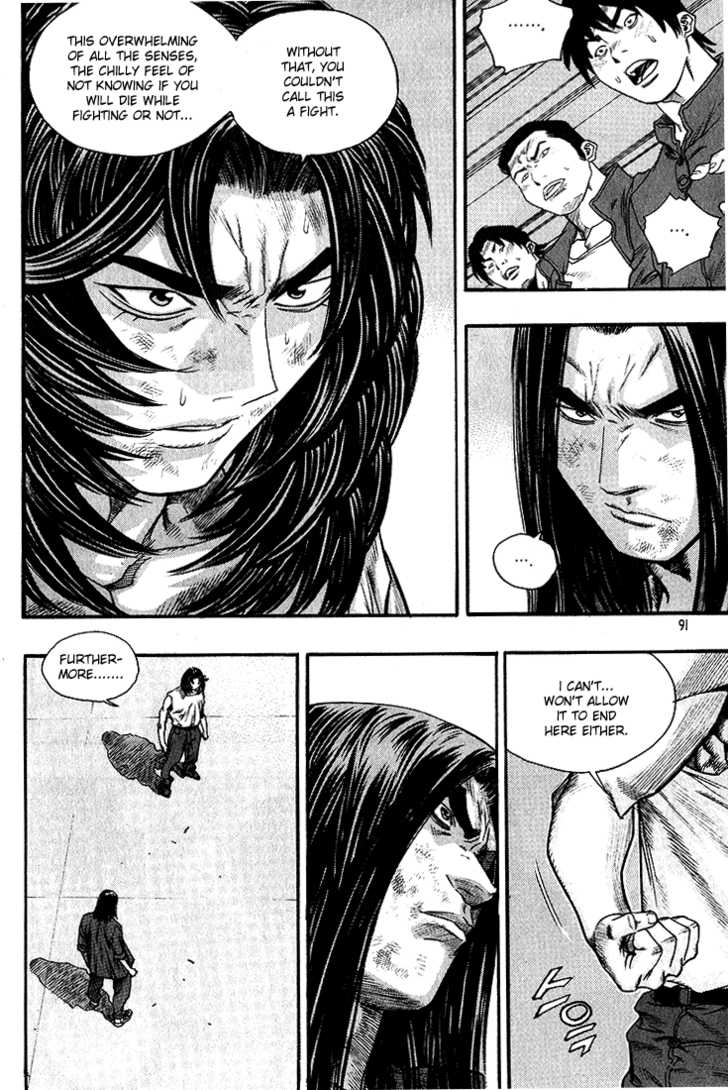 THIS OVERWHELMING
OF ALL THE SENSES,
THE CHILLY FEEL OF
NOT KNOWING IF YOU
WILL DIE WHILE
FIGHTING OR NOT...
WITHOUT
THAT, YOU
COULDN'T
CALL THIS
A FIGHT.
......
....
....
91
FURTHER-
MORE.......
I CAN'T...
WON'T ALLOW
IT TO END
HERE EITHER.
스윽